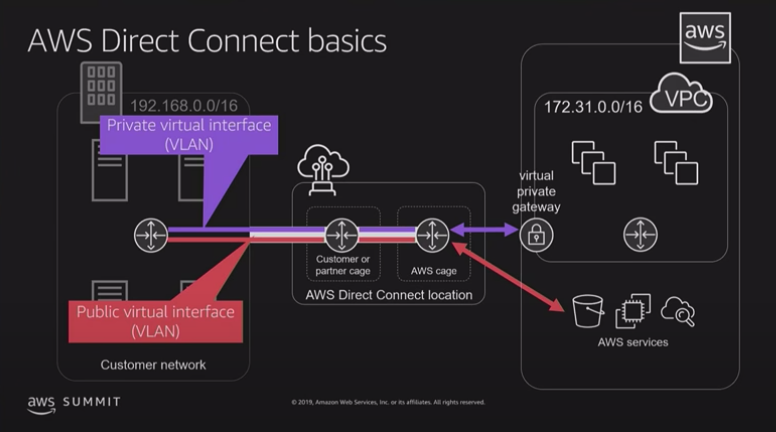 AWS Direct Connect basics
aws
192.168.0.0/16
Private virtual interface
(VLAN)
172.31.0.0/16
VPC
virtual
private
gateway
Customer or
partner cage
AWS cage
AWS Direct Connect location
Public virtual interface
(VLAN)
AWS services
Customer network
aws SUMMIT
© 2019, Amazon Web Services, Inc. or its affiliates. All rights reserved.